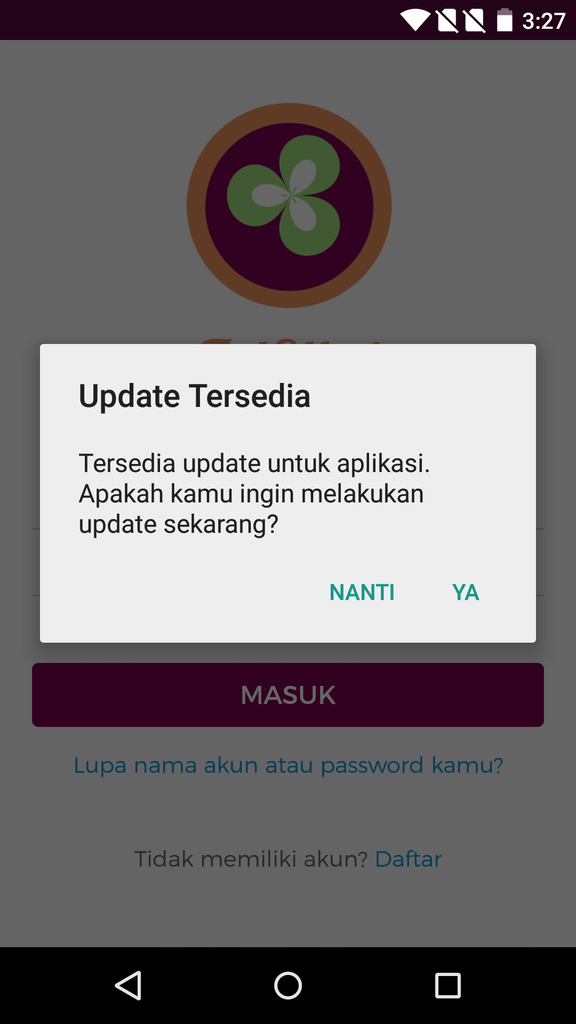 3:27
Update Tersedia
Tersedia update untuk aplikasi.
Apakah kamu ingin melakukan
update sekarang?
NANTI YA
MASUK
Lupa nama akun atau password kamu?
Tidak memiliki akun? Daftar